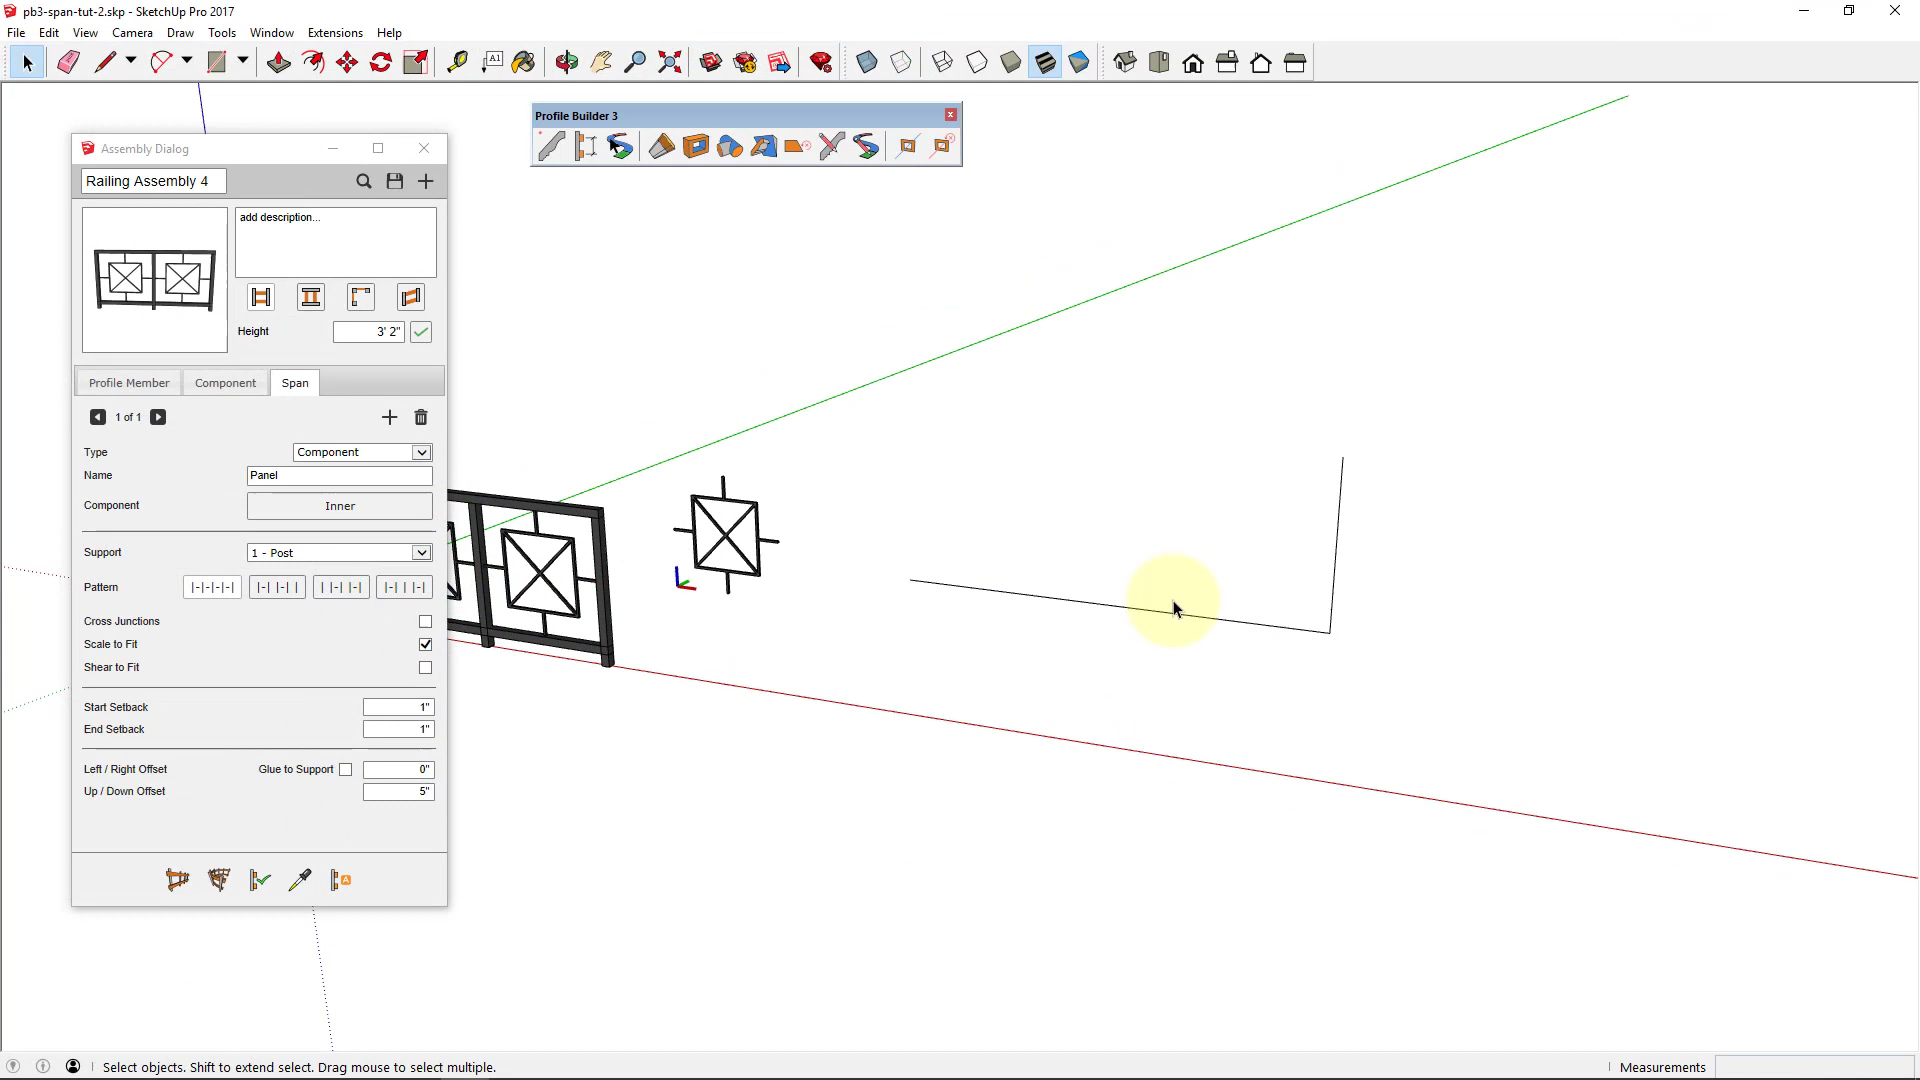 pb3-span-tut-2.skp - SketchUp Pro 2017
File Edit View Camera Draw Tools Window Extensions Help
A1
Profile Builder 3
Assembly Dialog
Railing Assembly 4
add description...
Height 3' 2"
Profile Member Component Span
1 of 1
Type Component
Name Panel
Component Inner
Support 1 - Post
Pattern |-|-|-|-| |-| |-| | | |-| |-| |-| | |-|
Cross Junctions
Scale to Fit
Shear to Fit
Start Setback 1"
End Setback 1"
Left / Right Offset Glue to Support 0"
Up / Down Offset 5"
A
Select objects. Shift to extend select. Drag mouse to select multiple.
Measurements